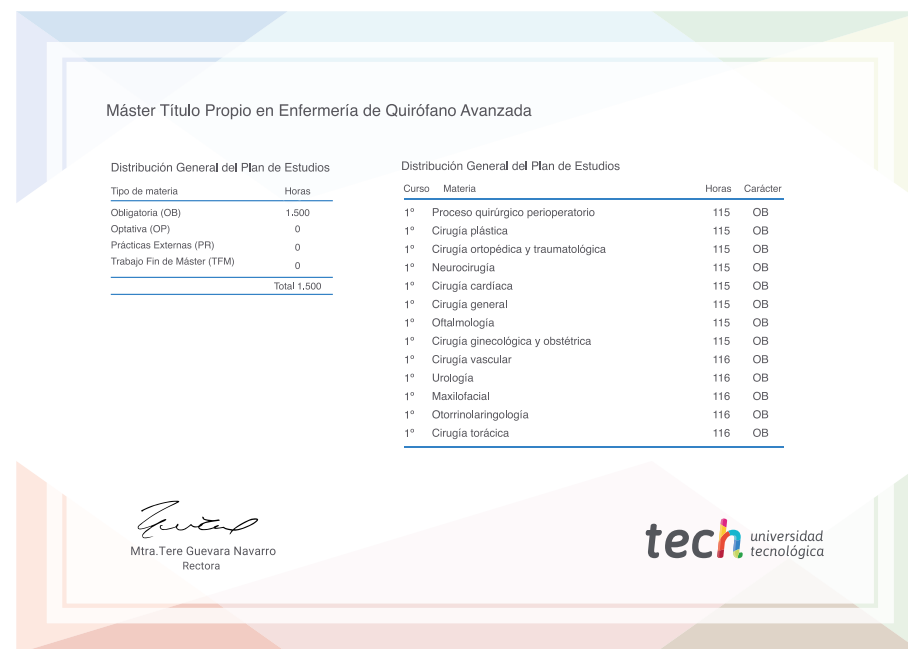 Máster Título Propio en Enfermería de Quirófano Avanzada
Distribución General del Plan de Estudios
Tipo de materia Horas
Obligatoria (OB) 1.500
Optativa (OP) 0
Prácticas Externas (PR) 0
Trabajo Fin de Máster (TFM) 0
Total 1.500
Distribución General del Plan de Estudios
Curso Materia Horas Carácter
1º Proceso quirúrgico perioperatorio 115 OB
1º Cirugía plástica 115 OB
1º Cirugía ortopédica y traumatológica 115 OB
1º Neurocirugía 115 OB
1º Cirugía cardíaca 115 OB
1º Cirugía general 115 OB
1º Oftalmología 115 OB
1º Cirugía ginecológica y obstétrica 115 OB
1º Cirugía vascular 116 OB
1º Urología 116 OB
1º Maxilofacial 116 OB
1º Otorrinolaringología 116 OB
1º Cirugía torácica 116 OB
Mtra.Tere Guevara Navarro
Rectora
tech universidad
tecnológica